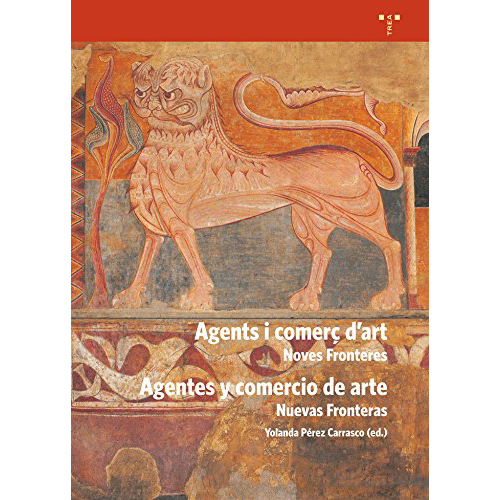 TREA
Agents i comerç d'art
Noves Fronteres
Agentes y comercio de arte
Nuevas Fronteras
Yolanda Pérez Carrasco (ed.)